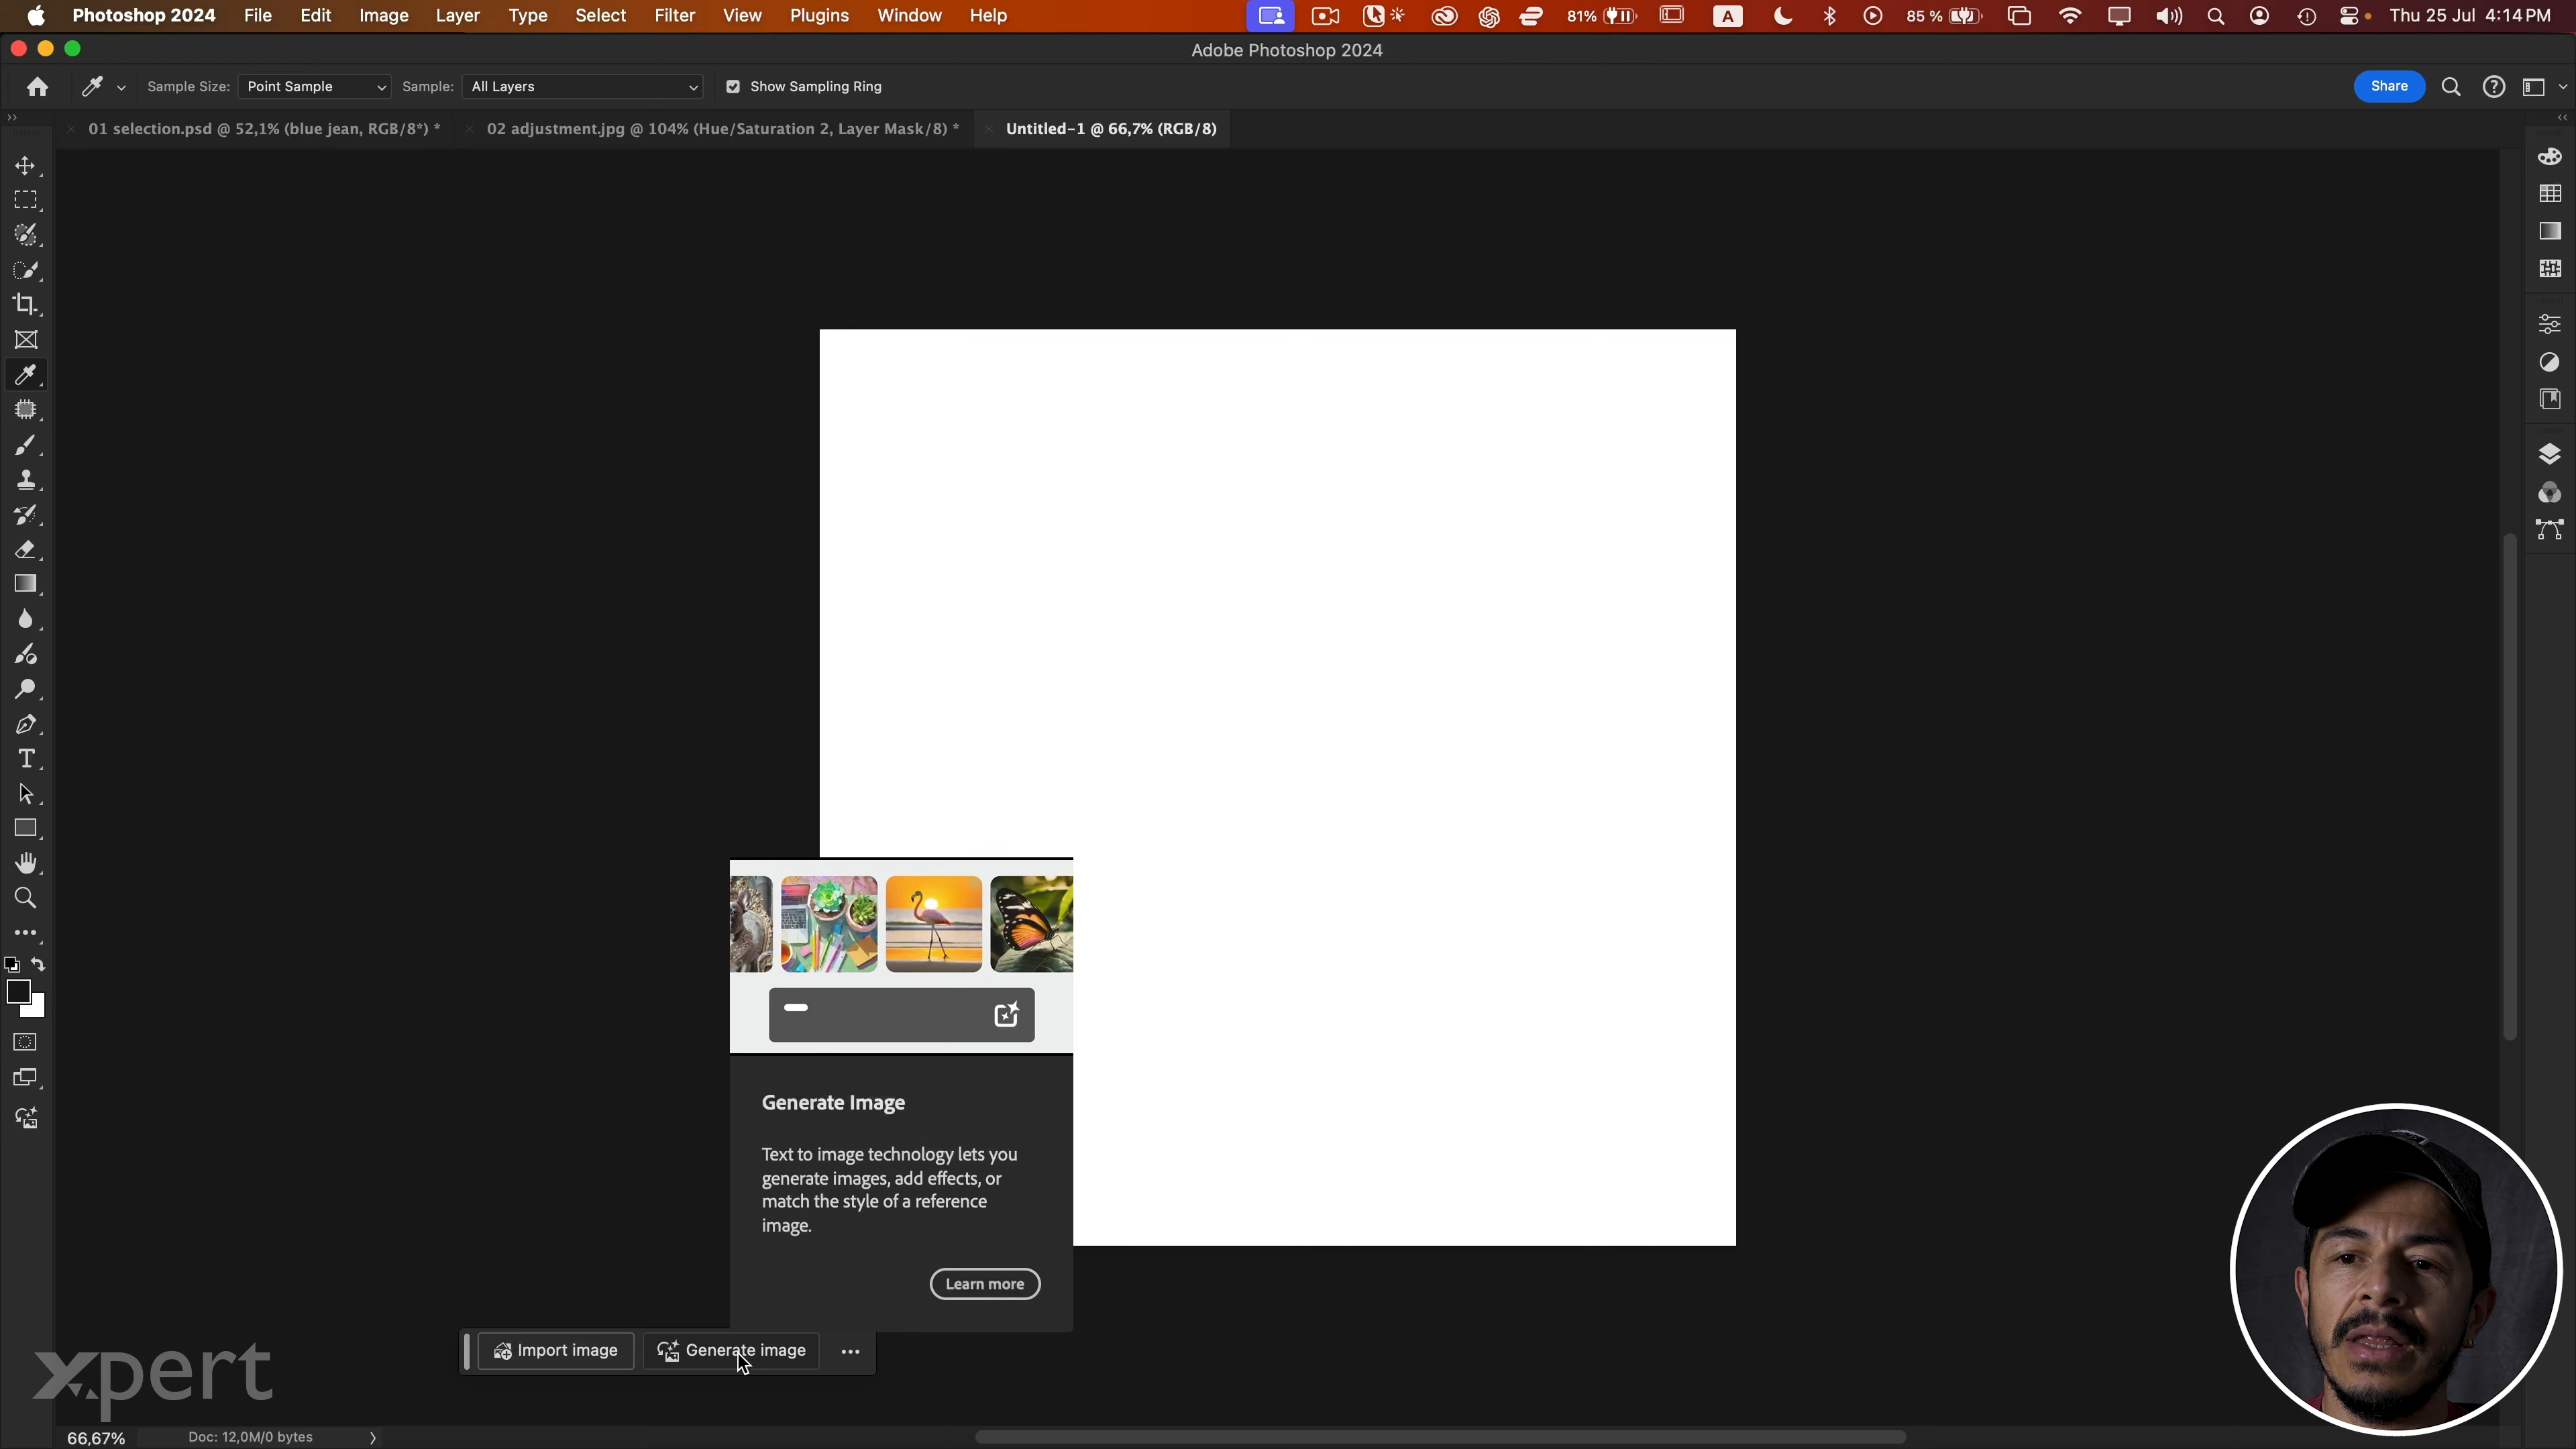 Photoshop 2024 File Edit Image Layer Type Select Filter View Plugins Window Help 81% A 85 % Thu 25 Jul 4:14 PM
Adobe Photoshop 2024
Sample Size: Point Sample Sample: All Layers Show Sampling Ring Share
01 selection.psd @ 52,1% (blue jean, RGB/8*) * 02 adjustment.jpg @ 104% (Hue/Saturation 2, Layer Mask/8) * Untitled-1 @ 66,7% (RGB/8)
Generate Image
Text to image technology lets you
generate images, add effects, or
match the style of a reference
image.
Learn more
Import image Generate image
xpert
66,67% Doc: 12,0M/0 bytes